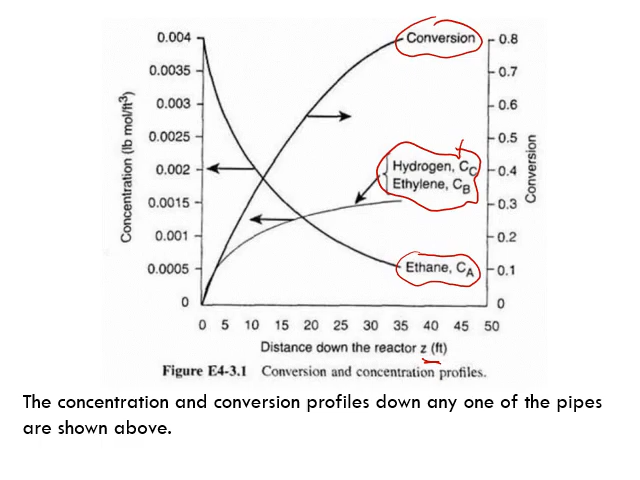 0.004
0.0035
0.003
0.0025
0.002
0.0015
0.001
0.0005
0
Concentration (lb mol/ft³)
Conversion
Hydrogen, C_C
Ethylene, C_B
Ethane, C_A
0.8
0.7
0.6
0.5
0.4
0.3
0.2
0.1
0
Conversion
0 5 10 15 20 25 30 35 40 45 50
Distance down the reactor z (ft)
Figure E4-3.1 Conversion and concentration profiles.
The concentration and conversion profiles down any one of the pipes
are shown above.